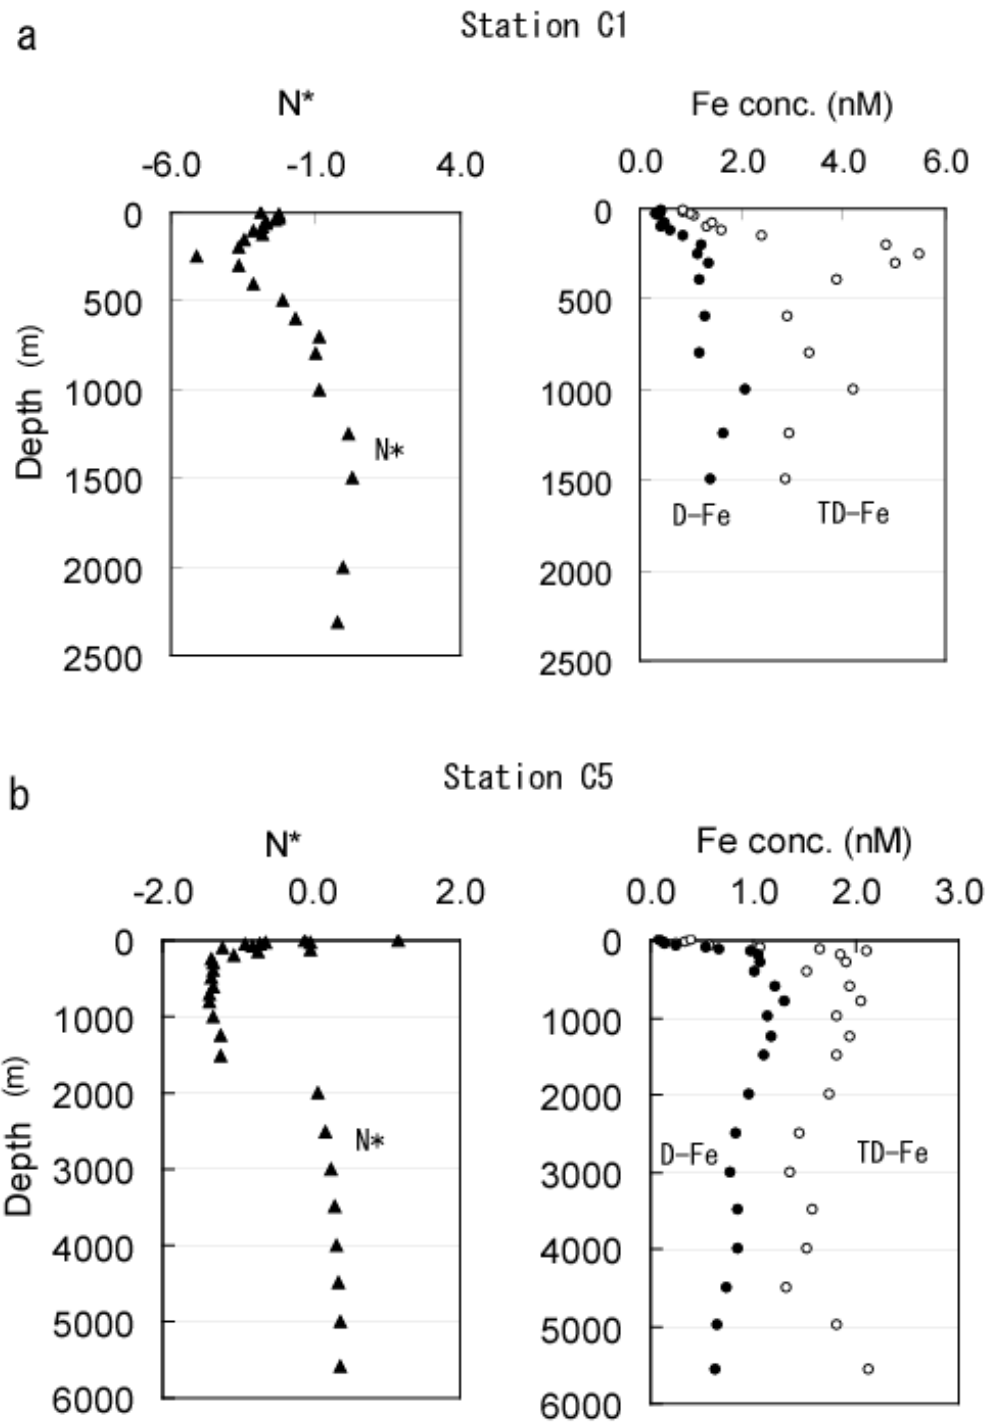 a
Station C1
N*
Fe conc. (nM)
-6.0 -1.0 4.0
0.0 2.0 4.0 6.0
0
500
1000
1500
2000
2500
Depth (m)
N*
0
500
1000
1500
2000
2500
D-Fe TD-Fe
b
Station C5
N*
Fe conc. (nM)
-2.0 0.0 2.0
0.0 1.0 2.0 3.0
0
1000
2000
3000
4000
5000
6000
Depth (m)
N*
0
1000
2000
3000
4000
5000
6000
D-Fe TD-Fe